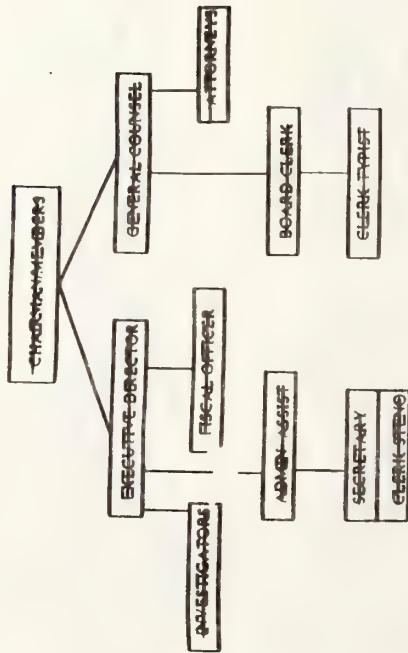 CHAIRMAN/MEMBERS
EXECUTIVE DIRECTOR
GENERAL COUNSEL
INVESTIGATORS
FISCAL OFFICER
ATTORNEYS
ADMIN ASSIST
BOARD CLERK
SECRETARY
CLERK STENO
CLERK TYPIST